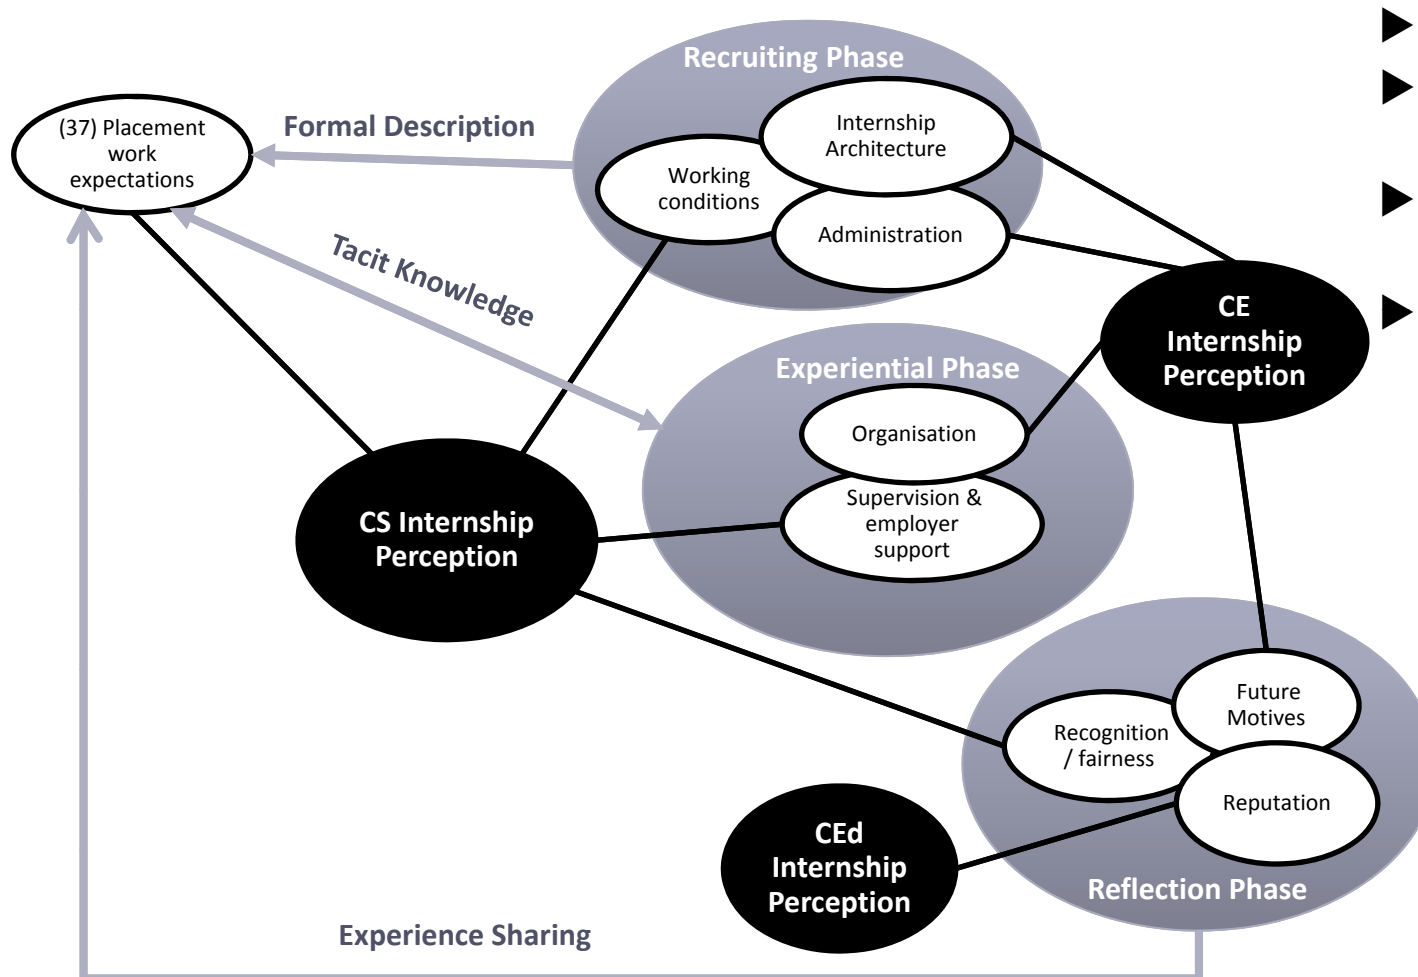 Recruiting Phase
(37) Placement
work
expectations
Formal Description
Internship
Architecture
Working
conditions
Administration
Tacit Knowledge
CE
Internship
Perception
Experiential Phase
Organisation
Supervision &
employer
support
CS Internship
Perception
Future
Motives
Recognition
/ fairness
Reputation
CEd
Internship
Perception
Reflection Phase
Experience Sharing